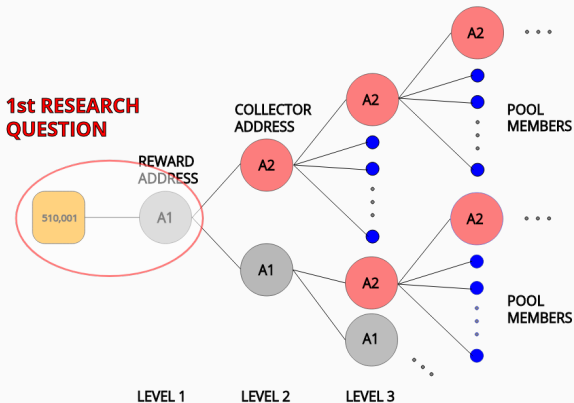 A2
1st RESEARCH
QUESTION
COLLECTOR
ADDRESS
A2
POOL
MEMBERS
REWARD
ADDRESS
A2
510,001
A1
A2
A1
A2
POOL
MEMBERS
A1
LEVEL 1
LEVEL 2
LEVEL 3